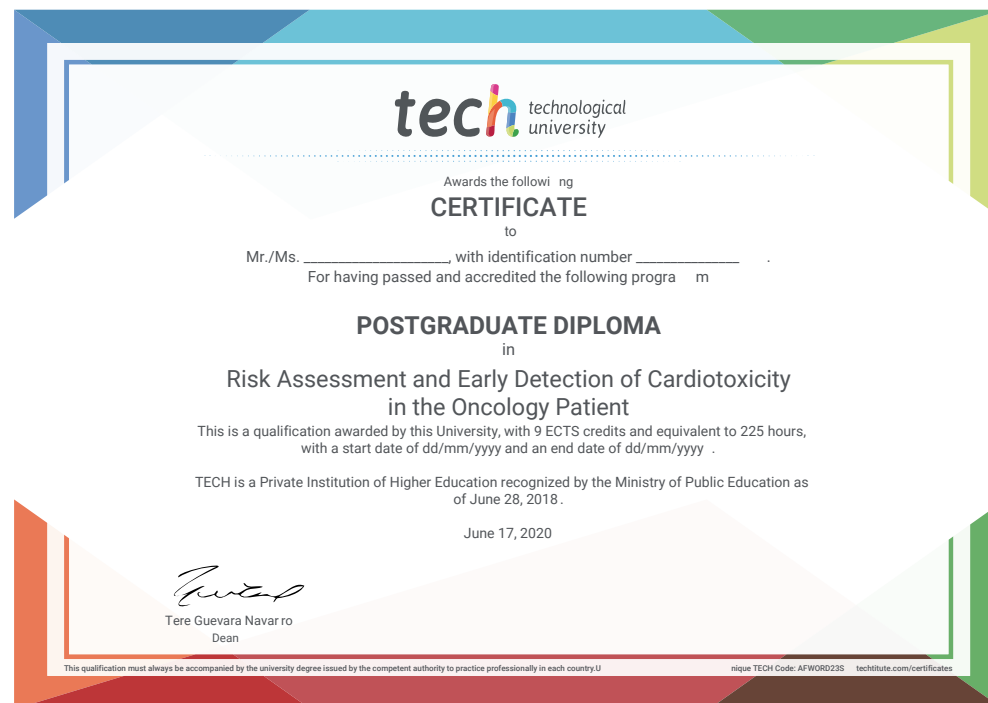 tech technological
university
Awards the followi ng
CERTIFICATE
to
Mr./Ms. ____________________, with identification number ______________ .
For having passed and accredited the following progra m
POSTGRADUATE DIPLOMA
in
Risk Assessment and Early Detection of Cardiotoxicity
in the Oncology Patient
This is a qualification awarded by this University, with 9 ECTS credits and equivalent to 225 hours,
with a start date of dd/mm/yyyy and an end date of dd/mm/yyyy .
TECH is a Private Institution of Higher Education recognized by the Ministry of Public Education as
of June 28, 2018.
June 17, 2020
Tere Guevara Navarro
Dean
This qualification must always be accompanied by the university degree issued by the competent authority to practice professionally in each country.U nique TECH Code: AFWORD23S techtitute.com/certificates